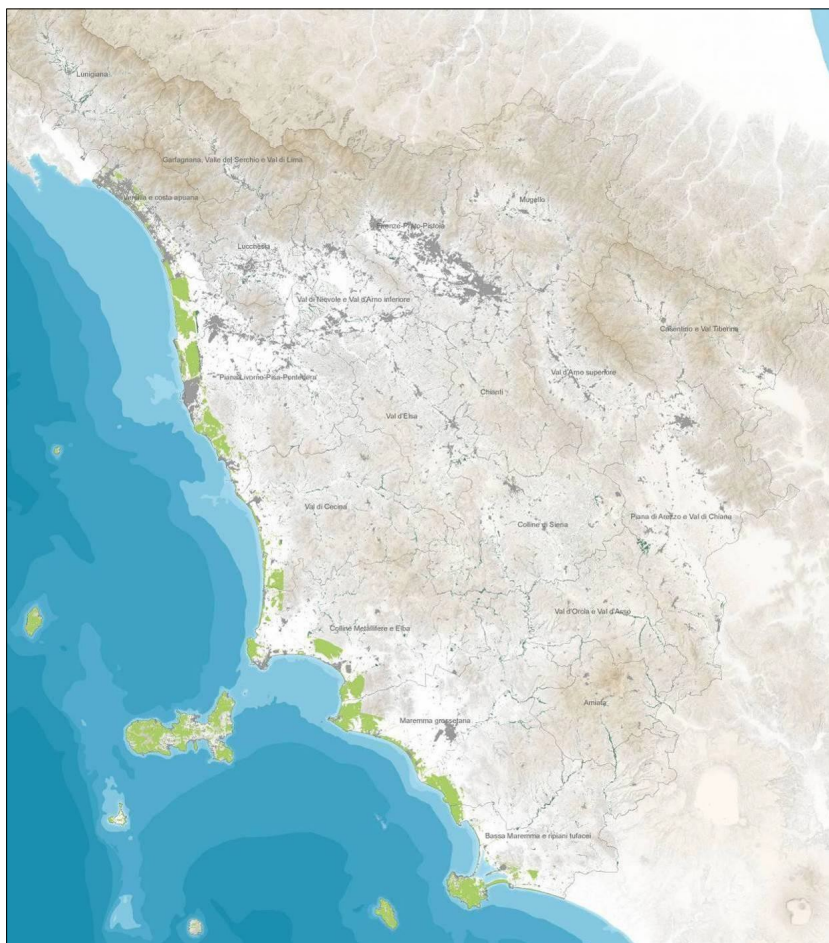 Lunigiana
Garfagnana, Valle del Serchio e Val di Lima
Versilia e costa apuana
Mugello
Firenze-Prato-Pistoia
Lucchesia
Val di Nievole e Val d'Arno inferiore
Casentino e Val Tiberina
Piana Livorno-Pisa-Pontedera
Val d'Arno superiore
Chianti
Val d'Elsa
Val di Cecina
Piana di Arezzo e Val di Chiana
Colline di Siena
Val d'Orcia e Val d'Asso
Colline Metallifere e Elba
Amiata
Maremma grossetana
Bassa Maremma e ripiani tufacei